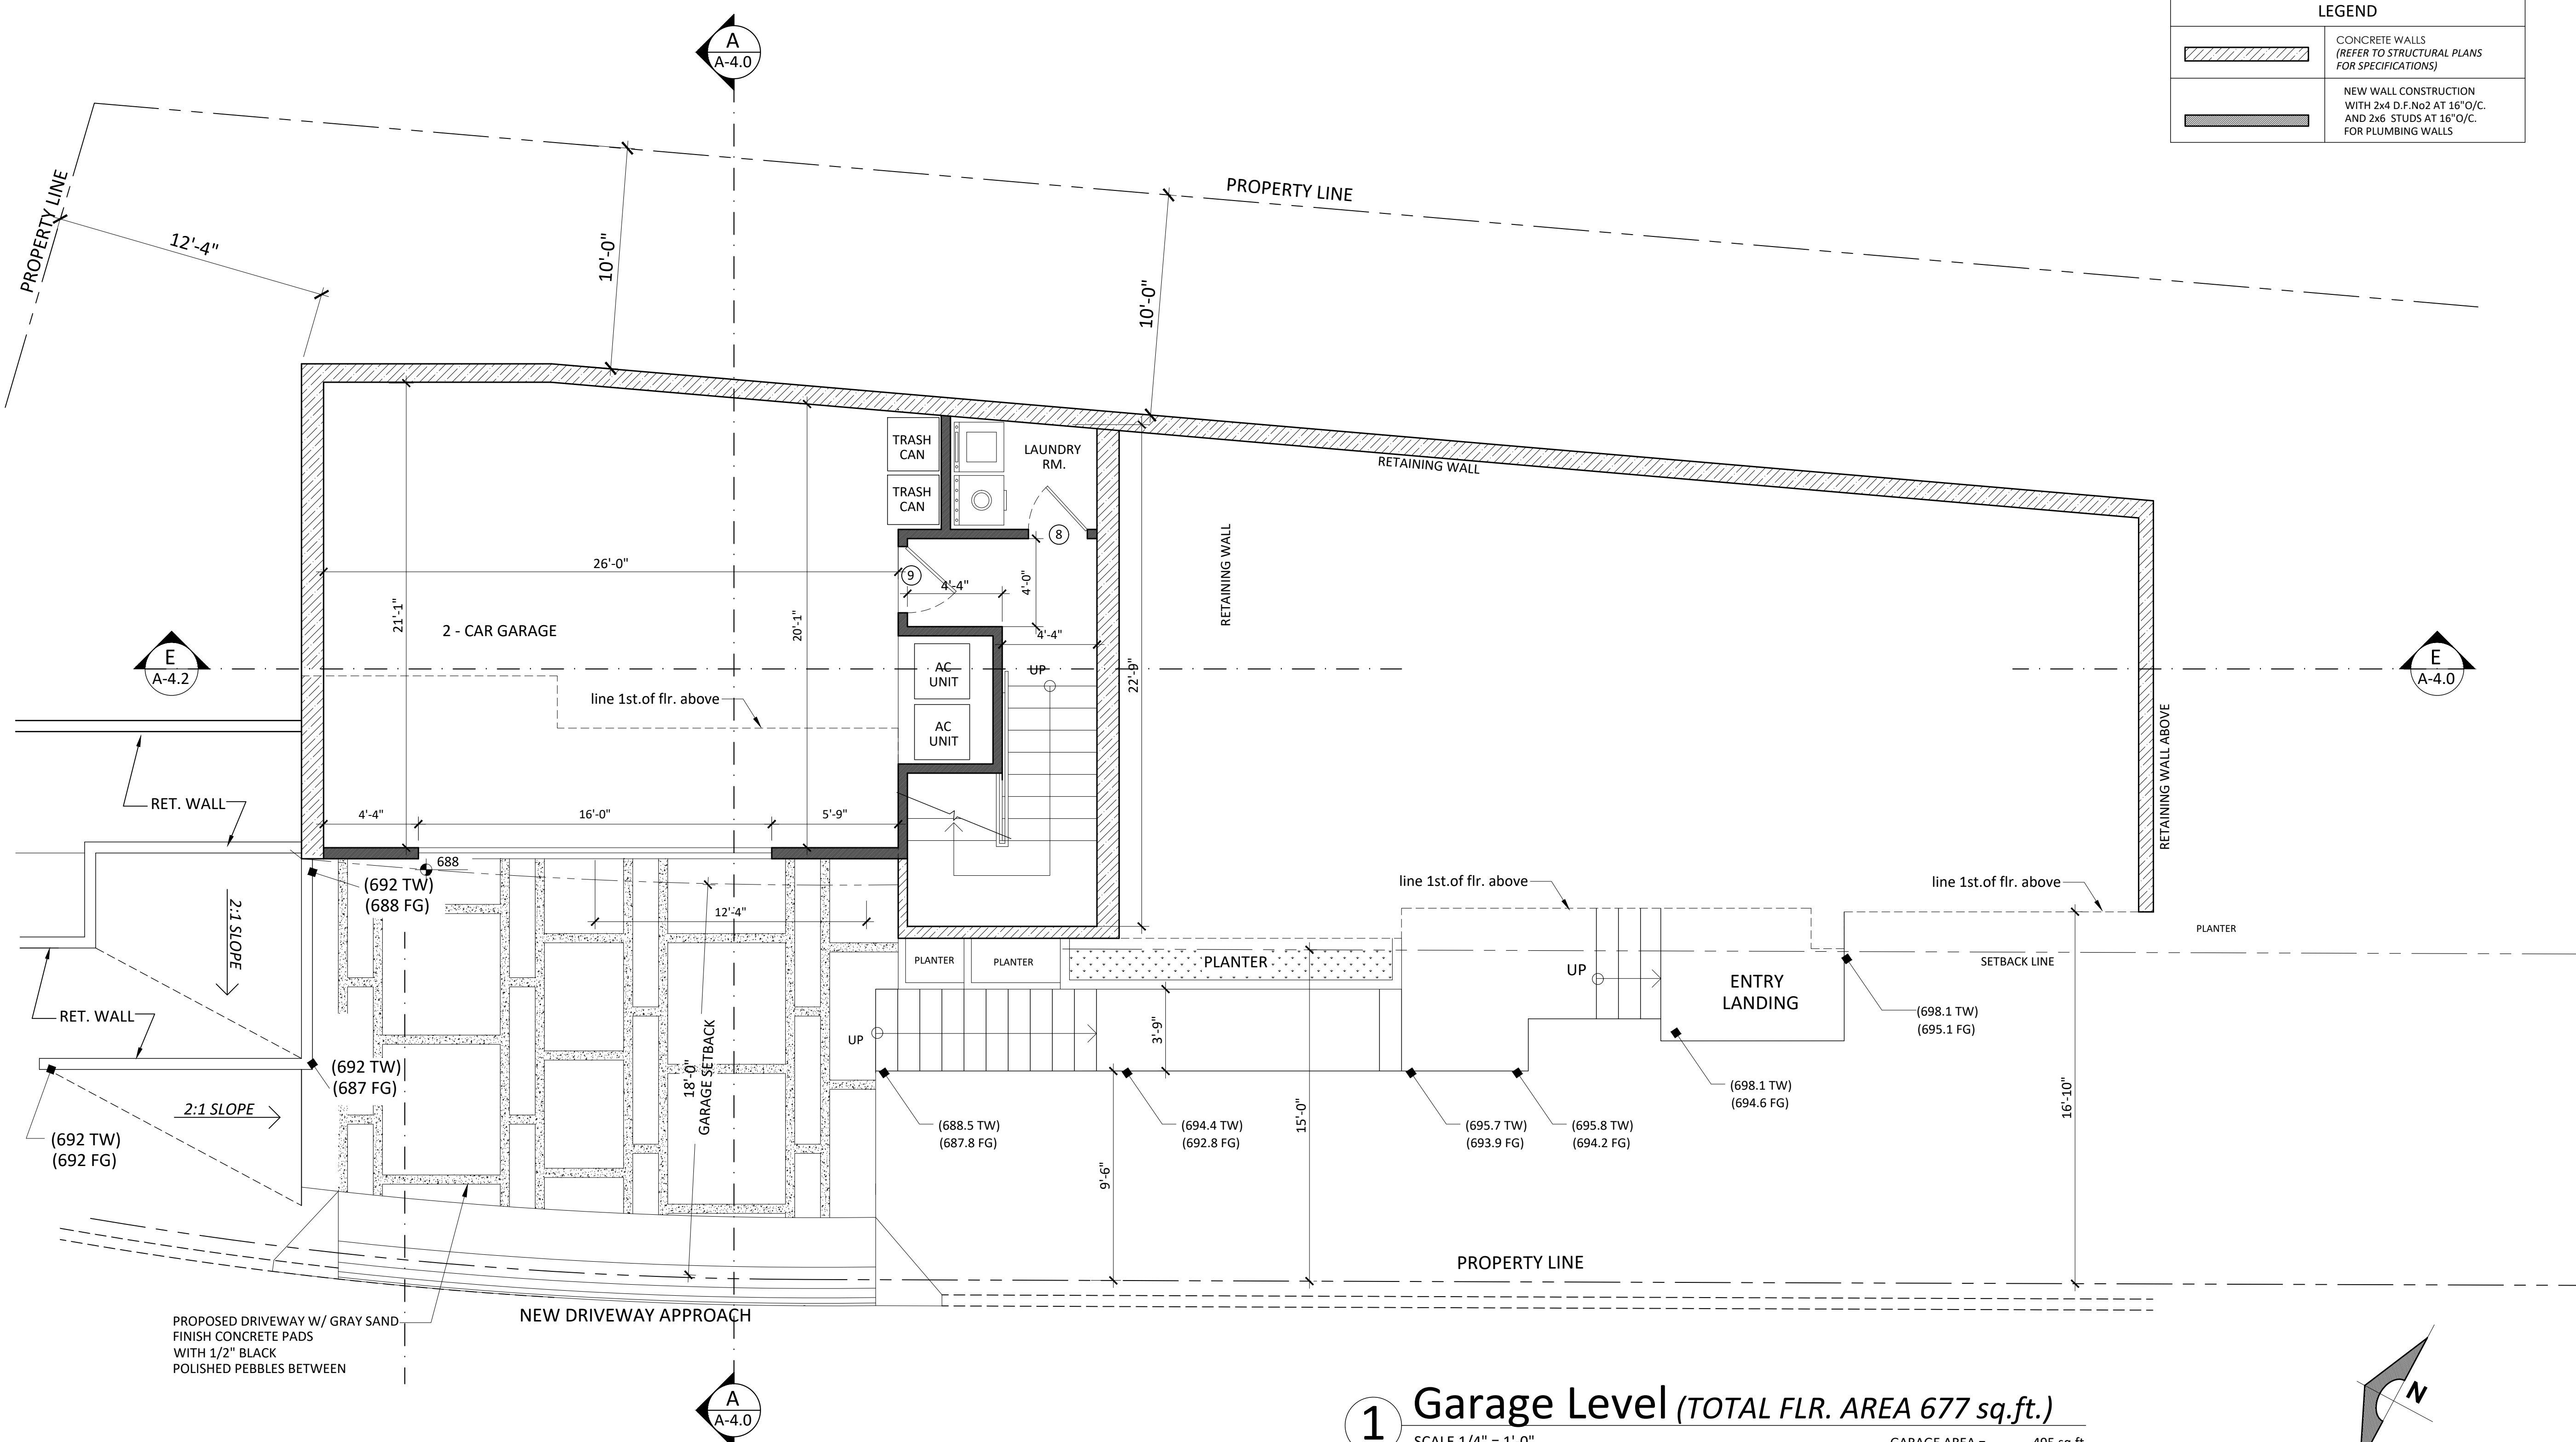 LEGEND
CONCRETE WALLS
(REFER TO STRUCTURAL PLANS
FOR SPECIFICATIONS)
NEW WALL CONSTRUCTION
WITH 2x4 D.F.No2 AT 16"O/C.
AND 2x6 STUDS AT 16"O/C.
FOR PLUMBING WALLS
A
A-4.0
PROPERTY LINE
PROPERTY LINE
12'-4"
10'-0"
10'-0"
TRASH
CAN
TRASH
CAN
LAUNDRY
RM.
RETAINING WALL
RETAINING WALL
8
9
26'-0"
4'-4"
4'-0"
21'-1"
20'-1"
2 - CAR GARAGE
4'-4"
22'-9"
E
A-4.2
E
A-4.0
AC
UNIT
AC
UNIT
UP
line 1st.of flr. above
RETAINING WALL ABOVE
RET. WALL
4'-4"
16'-0"
5'-9"
688
(692 TW)
(688 FG)
2:1 SLOPE
12'-4"
line 1st.of flr. above
line 1st.of flr. above
PLANTER
PLANTER
PLANTER
PLANTER
SETBACK LINE
UP
ENTRY
LANDING
RET. WALL
UP
3'-9"
(698.1 TW)
(695.1 FG)
(692 TW)
(687 FG)
18'-0"
GARAGE SETBACK
2:1 SLOPE
(698.1 TW)
(694.6 FG)
16'-10"
(692 TW)
(692 FG)
(688.5 TW)
(687.8 FG)
(694.4 TW)
(692.8 FG)
15'-0"
(695.7 TW)
(693.9 FG)
(695.8 TW)
(694.2 FG)
9'-6"
PROPERTY LINE
NEW DRIVEWAY APPROACH
PROPOSED DRIVEWAY W/ GRAY SAND
FINISH CONCRETE PADS
WITH 1/2" BLACK
POLISHED PEBBLES BETWEEN
A
A-4.0
1
Garage Level (TOTAL FLR. AREA 677 sq.ft.)
SCALE 1/4" = 1'-0"
GARAGE AREA = 495 sq.ft
N